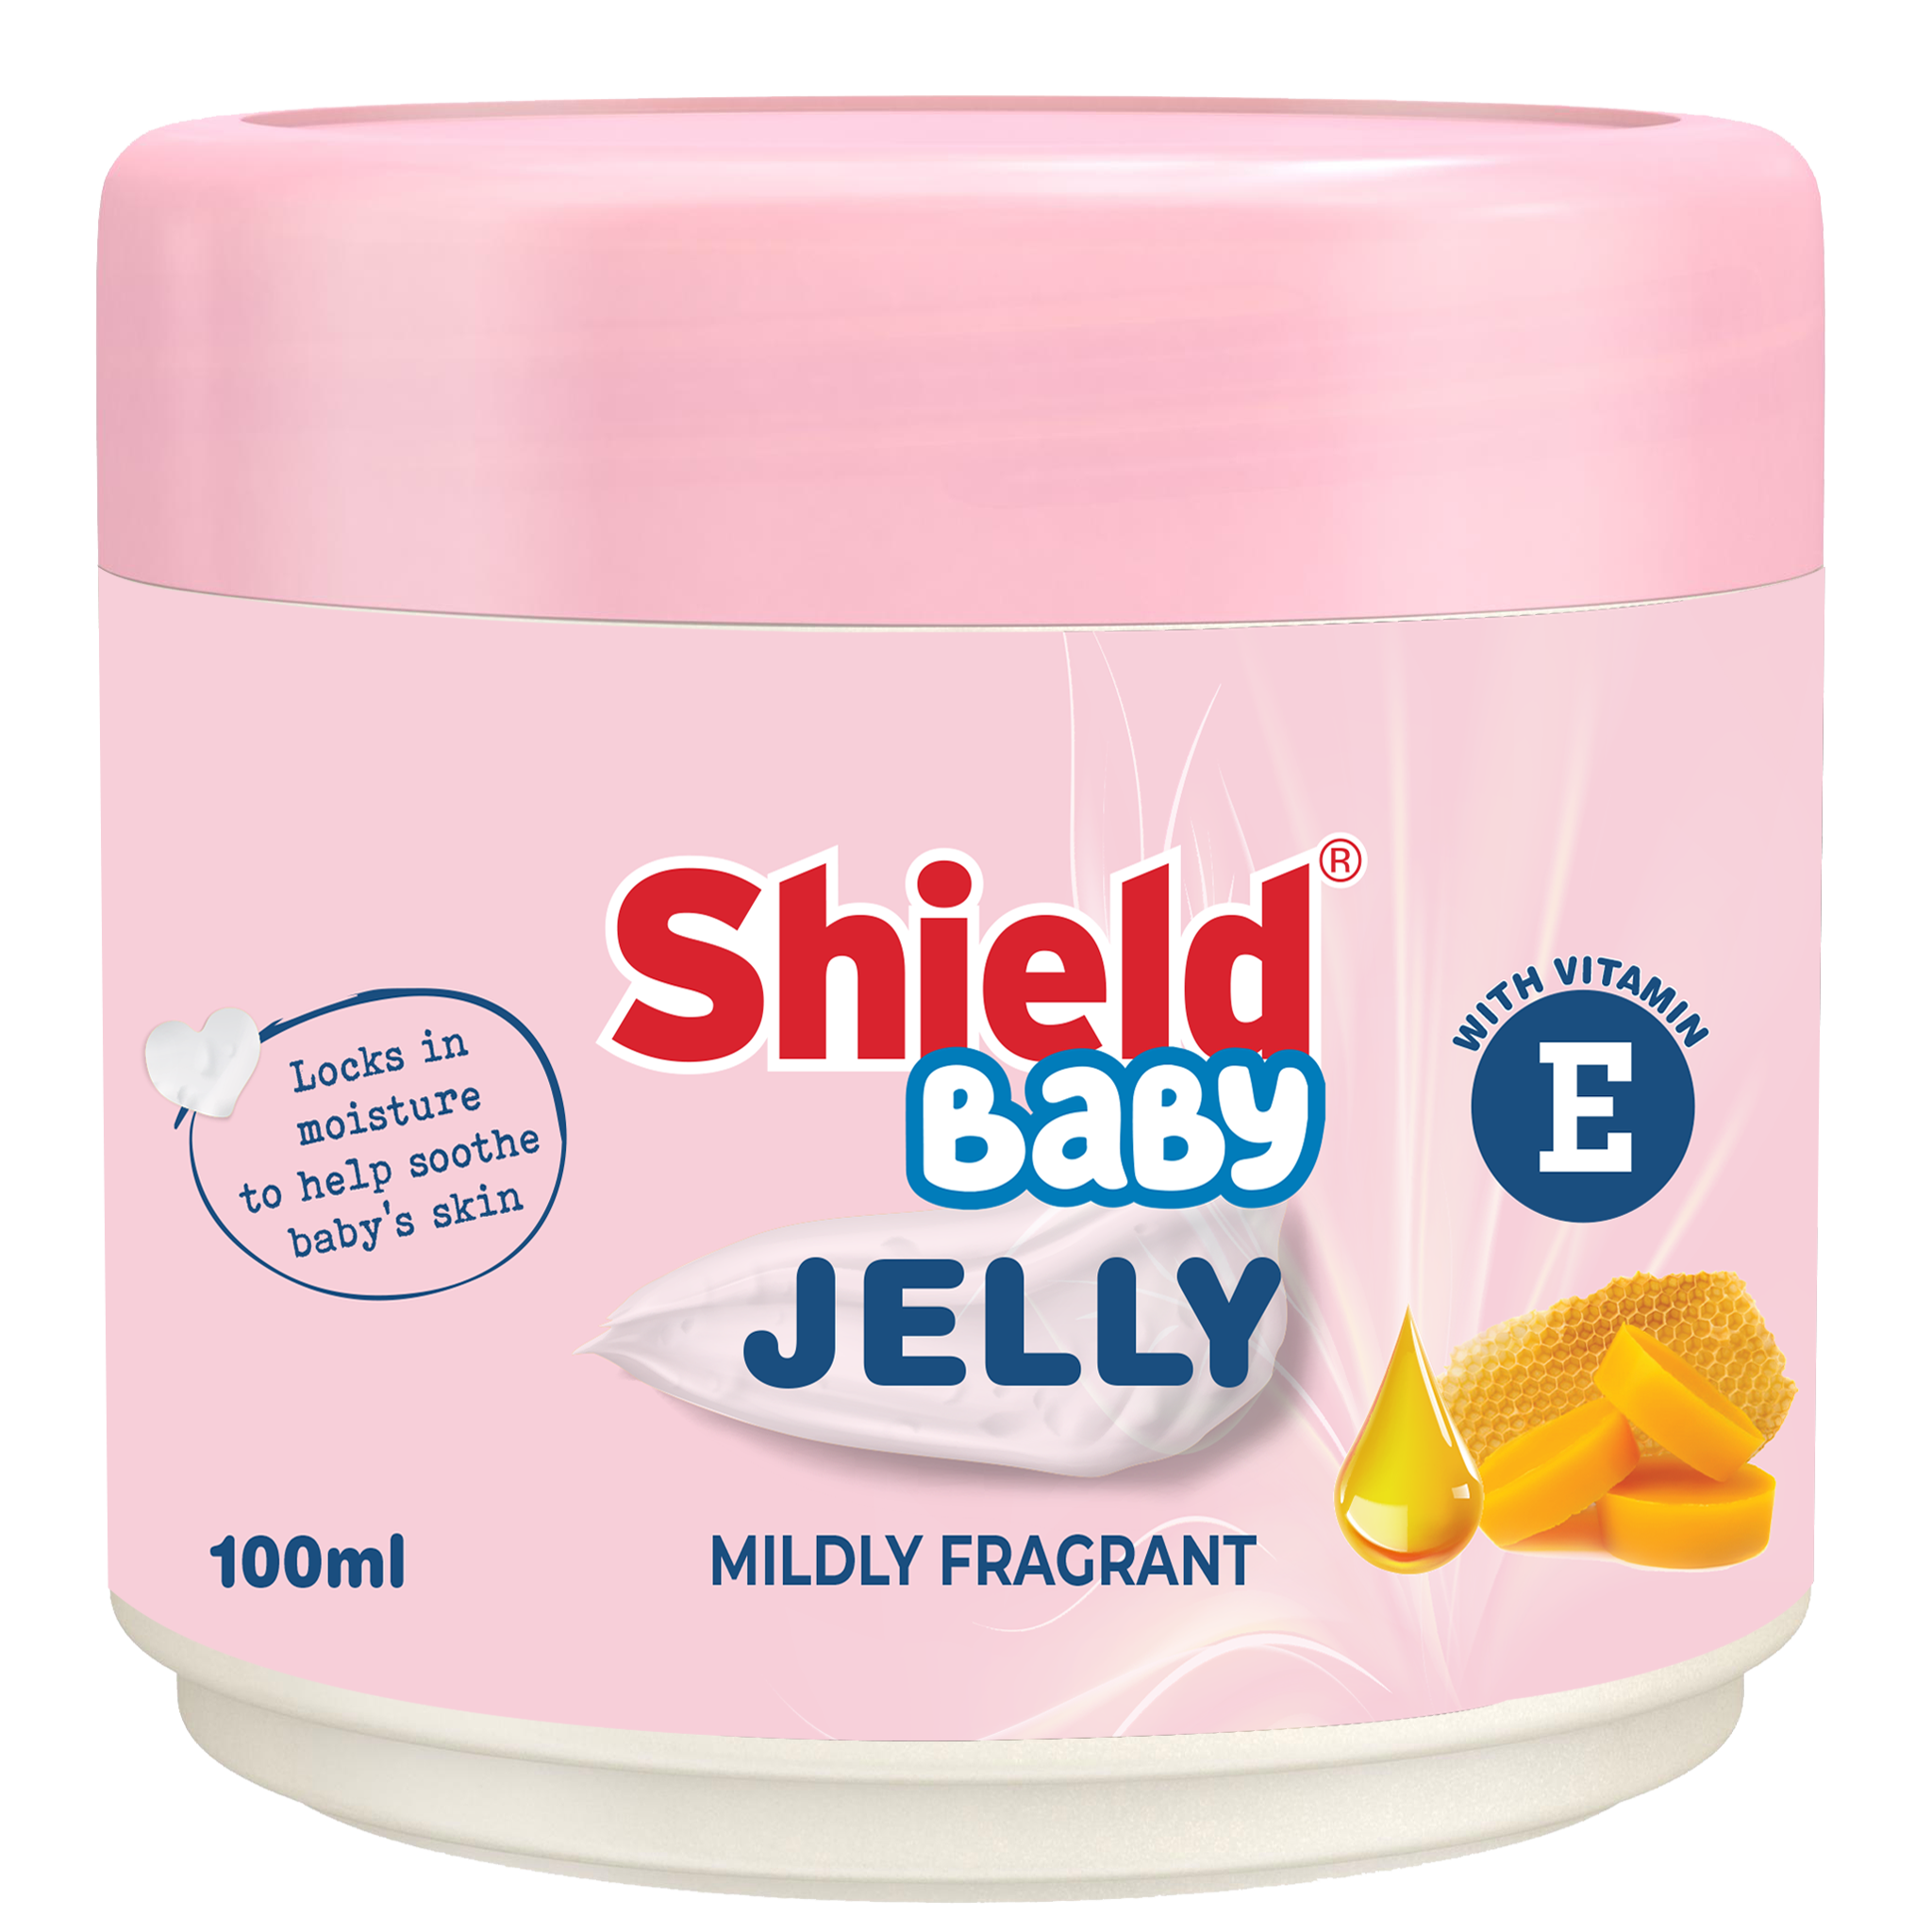 Shield®
BaBy
JELLY
Locks in
moisture
to help soothe
baby's skin
WITH VITAMIN
E
100ml
MILDLY FRAGRANT